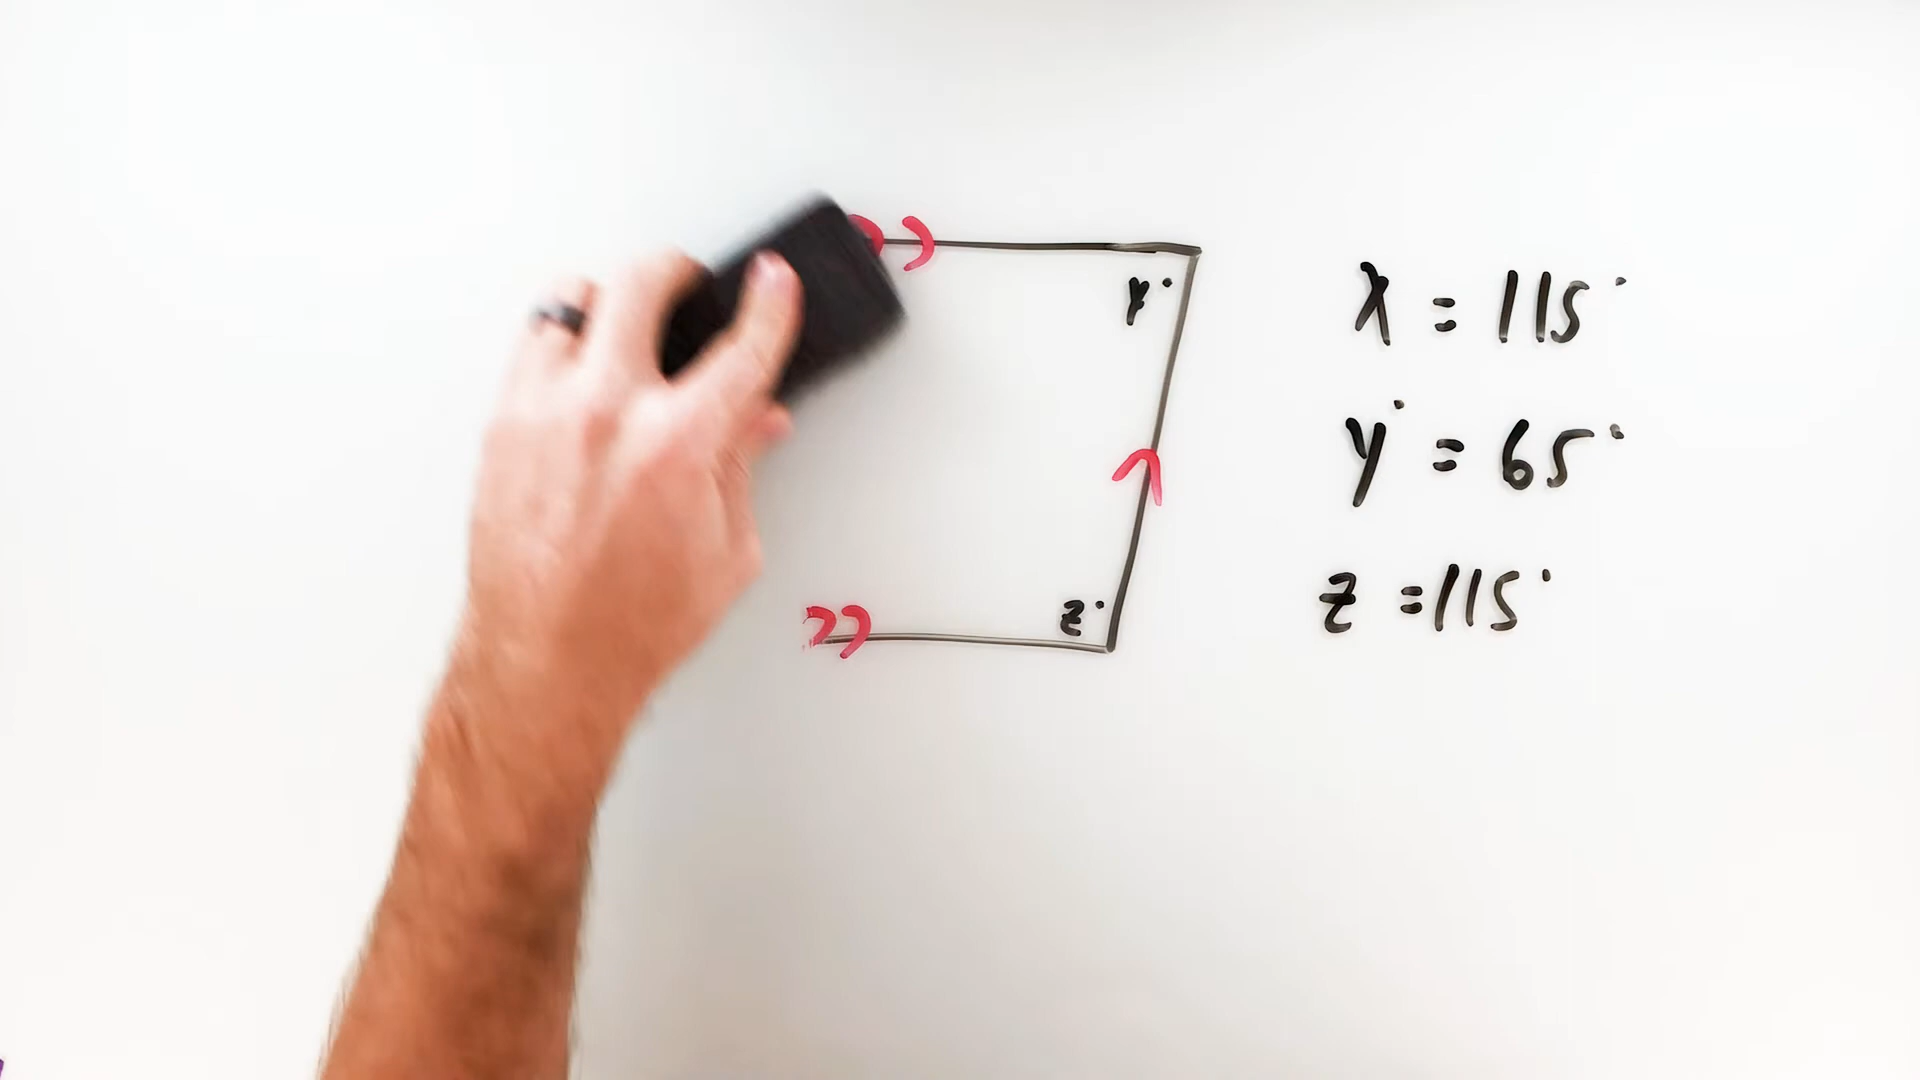 y°
z°
x = 115°
y° = 65°
z = 115°